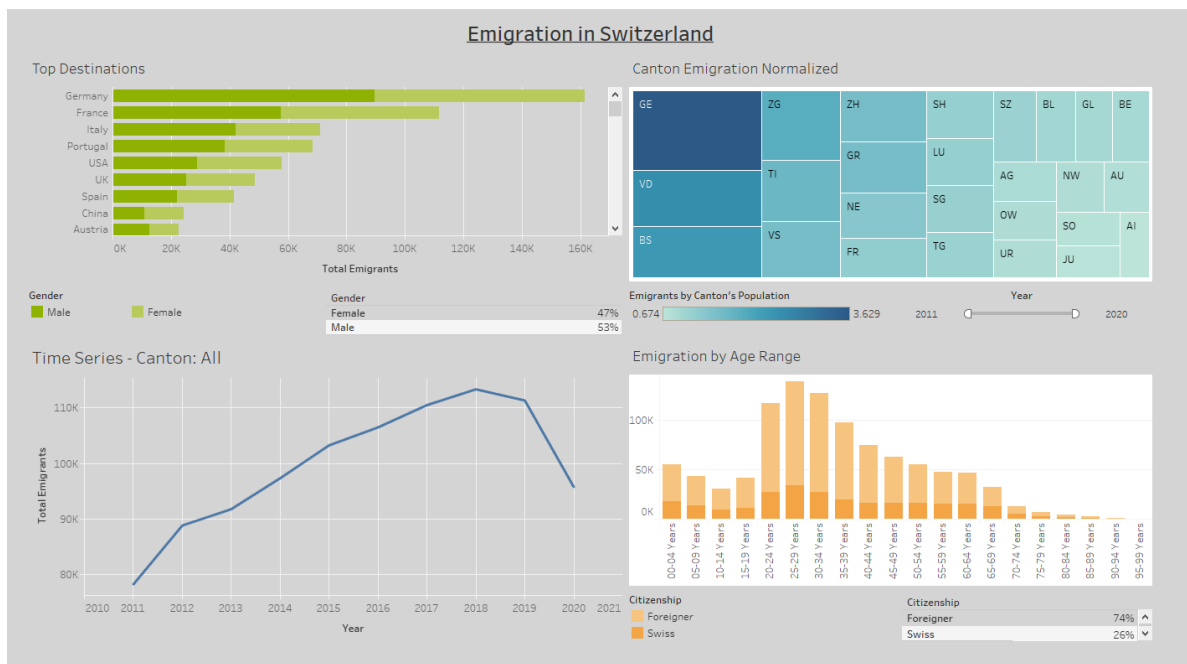 Emigration in Switzerland
Top Destinations
Germany
France
Italy
Portugal
USA
UK
Spain
China
Austria
0K 20K 40K 60K 80K 100K 120K 140K 160K
Total Emigrants
Gender
Male Female
Gender
Female 47%
Male 53%
Canton Emigration Normalized
GE ZG ZH SH SZ BL GL BE
GR LU
VD TI AG NW AU
NE SG OW
BS VS SO AI
FR TG UR JU
Emigrants by Canton's Population
0.674 3.629
Year
2011 2020
Time Series - Canton: All
Total Emigrants
110K
100K
90K
80K
2010 2011 2012 2013 2014 2015 2016 2017 2018 2019 2020 2021
Year
Emigration by Age Range
100K
50K
0K
00-04 Years
05-09 Years
10-14 Years
15-19 Years
20-24 Years
25-29 Years
30-34 Years
35-39 Years
40-44 Years
45-49 Years
50-54 Years
55-59 Years
60-64 Years
65-69 Years
70-74 Years
75-79 Years
80-84 Years
85-89 Years
90-94 Years
95-99 Years
Citizenship
Foreigner
Swiss
Citizenship
Foreigner 74%
Swiss 26%